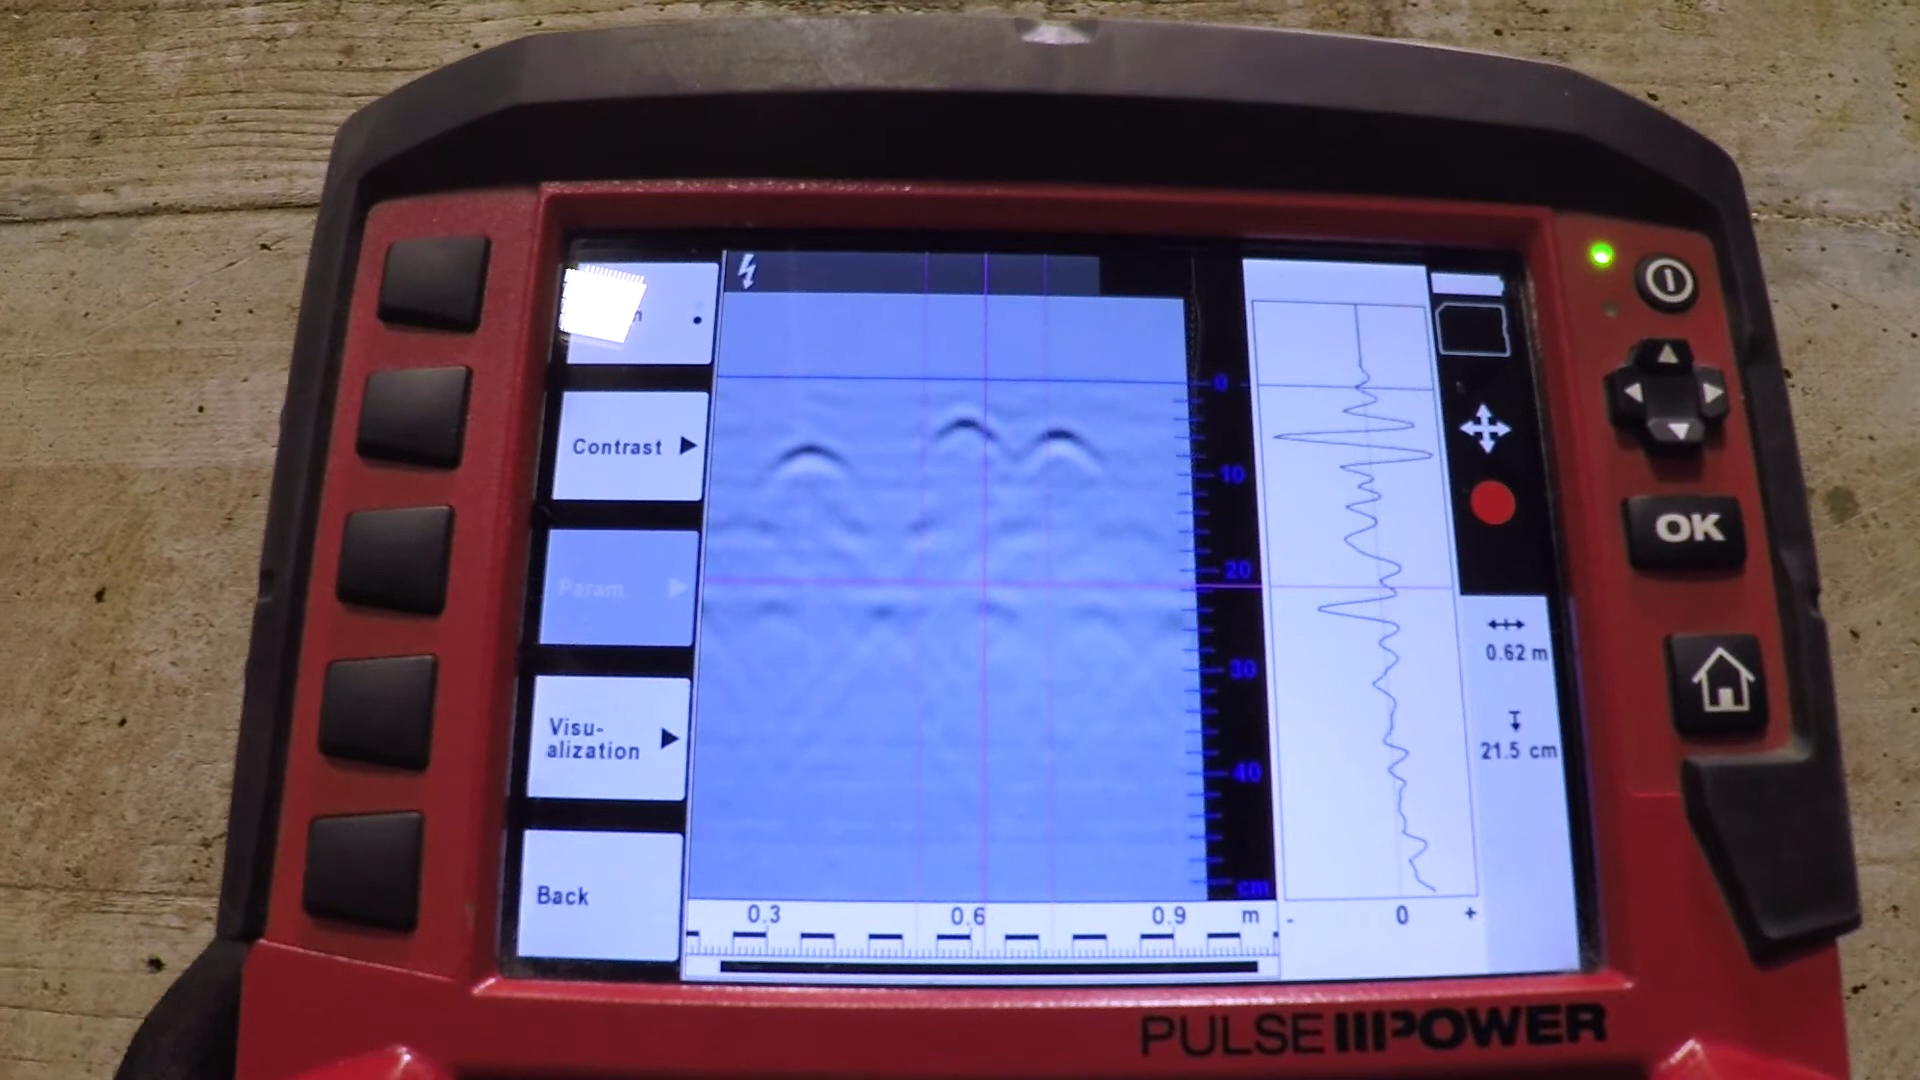 Contrast
Param.
Visu-
alization
Back
0
10
20
30
40
cm
0.3 0.6 0.9 m
- 0 +
0.62 m
21.5 cm
OK
PULSE POWER